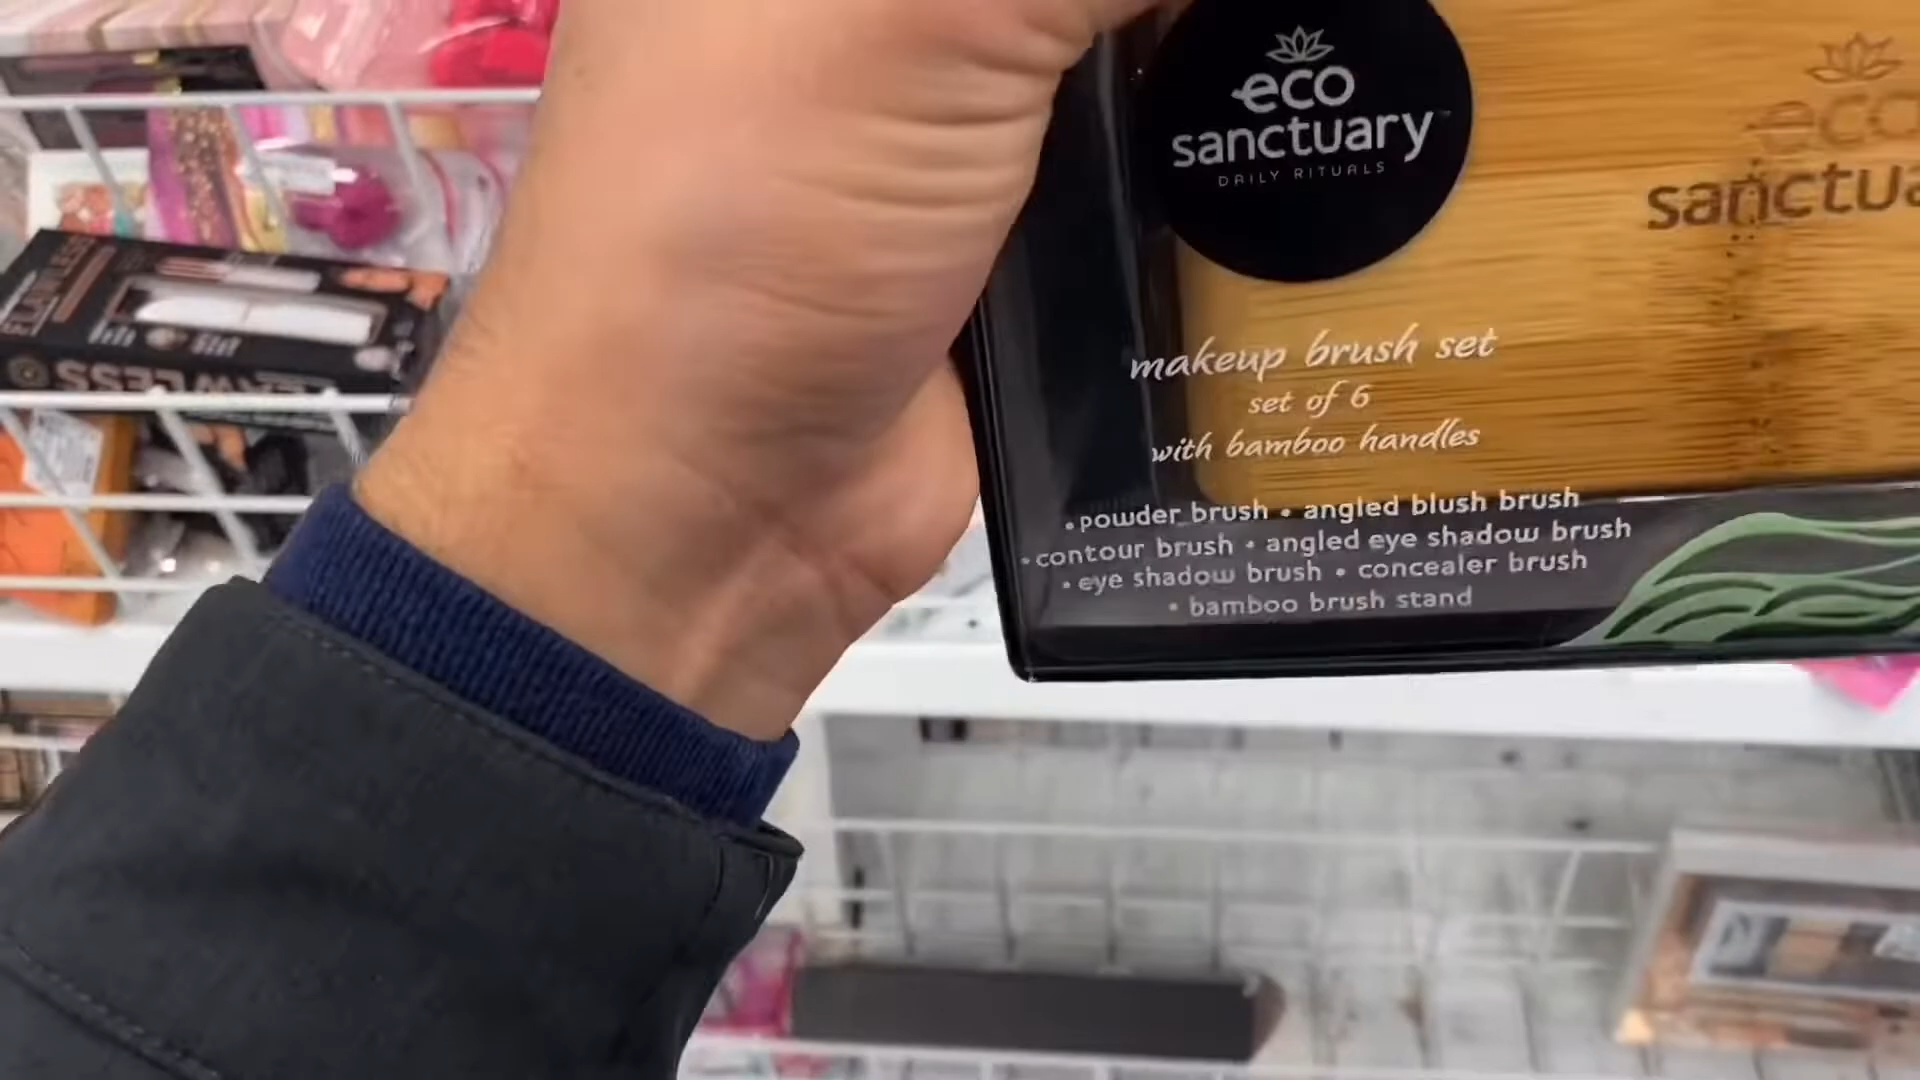 eco
sanctuary
DAILY RITUALS
eco
makeup brush set
set of 6
with bamboo handles
• powder brush • angled blush brush
• contour brush • angled eye shadow brush
• eye shadow brush • concealer brush
• bamboo brush stand
FLAWLESS